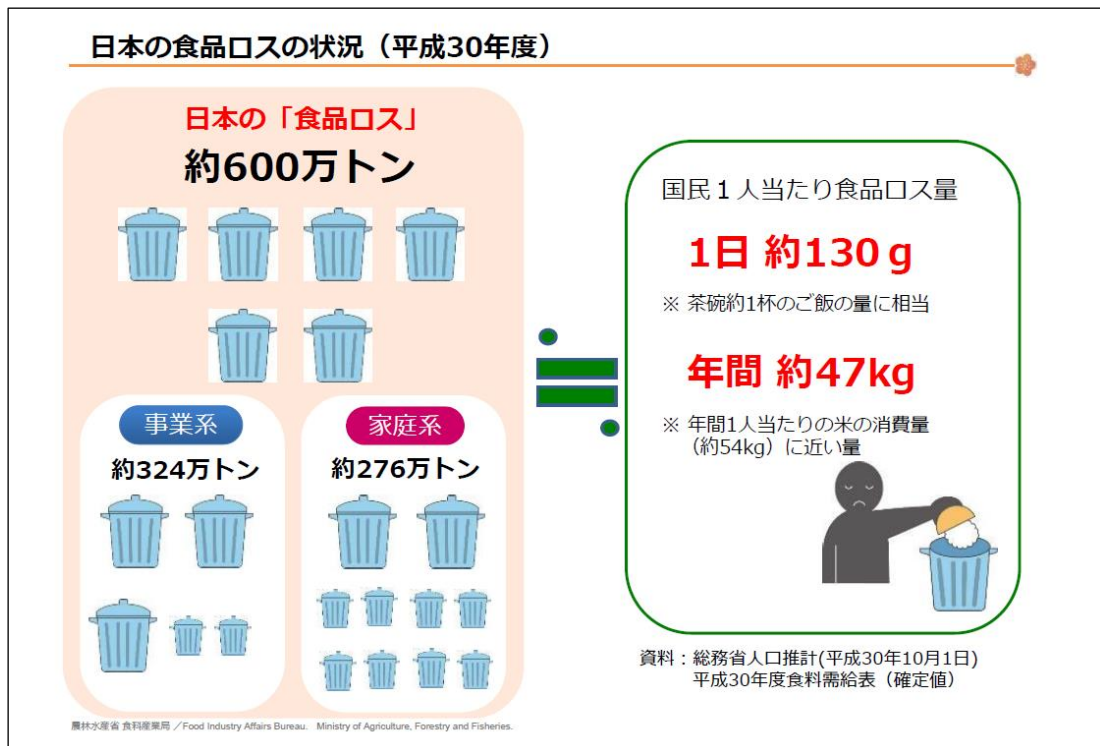 日本の食品ロスの状況（平成30年度）
日本の「食品ロス」
約600万トン
事業系
約324万トン
家庭系
約276万トン
国民１人当たり食品ロス量
1日 約130ｇ
※ 茶碗約1杯のご飯の量に相当
年間 約47kg
※ 年間1人当たりの米の消費量
（約54kg）に近い量
資料：総務省人口推計(平成30年10月1日)
平成30年度食料需給表（確定値）
農林水産省 食料産業局 ／Food Industry Affairs Bureau. Ministry of Agriculture, Forestry and Fisheries.